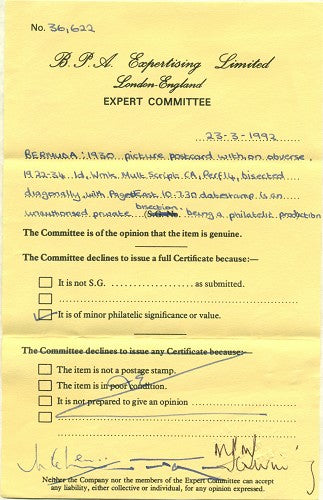 No. 36,622
B.P.A. Expertising Limited
London-England
EXPERT COMMITTEE
23-3-1992
BERMUDA: 1930 picture postcard with on obverse,
1922-34 1d, Wmk Mult Script CA, Perf 14, bisected
diagonally, with Paget East 10.7.30 datestamp is an
unauthorised private bisection. (S.G. No. being a philatelic production
The Committee is of the opinion that the item is genuine.
The Committee declines to issue a full Certificate because:—
It is not S.G. .................... as submitted.
It is of minor philatelic significance or value.
The Committee declines to issue any Certificate because:—
The item is not a postage stamp.
The item is in poor condition.
It is not prepared to give an opinion
Neither the Company nor the members of the Expert Committee can accept
any liability, either collective or individual, for any opinion expressed.